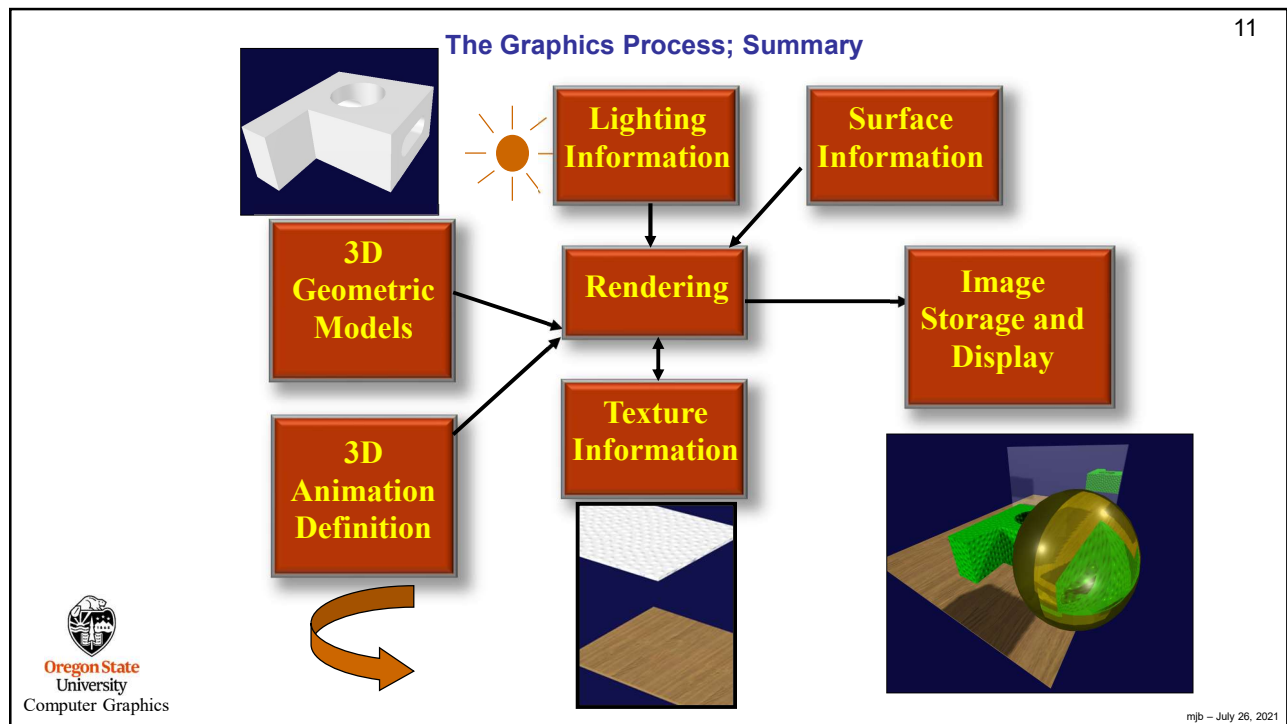 11
The Graphics Process; Summary
Lighting
Information
Surface
Information
3D
Geometric
Models
Rendering
Image
Storage and
Display
3D
Animation
Definition
Texture
Information
Oregon State
University
Computer Graphics
mjb – July 26, 2021